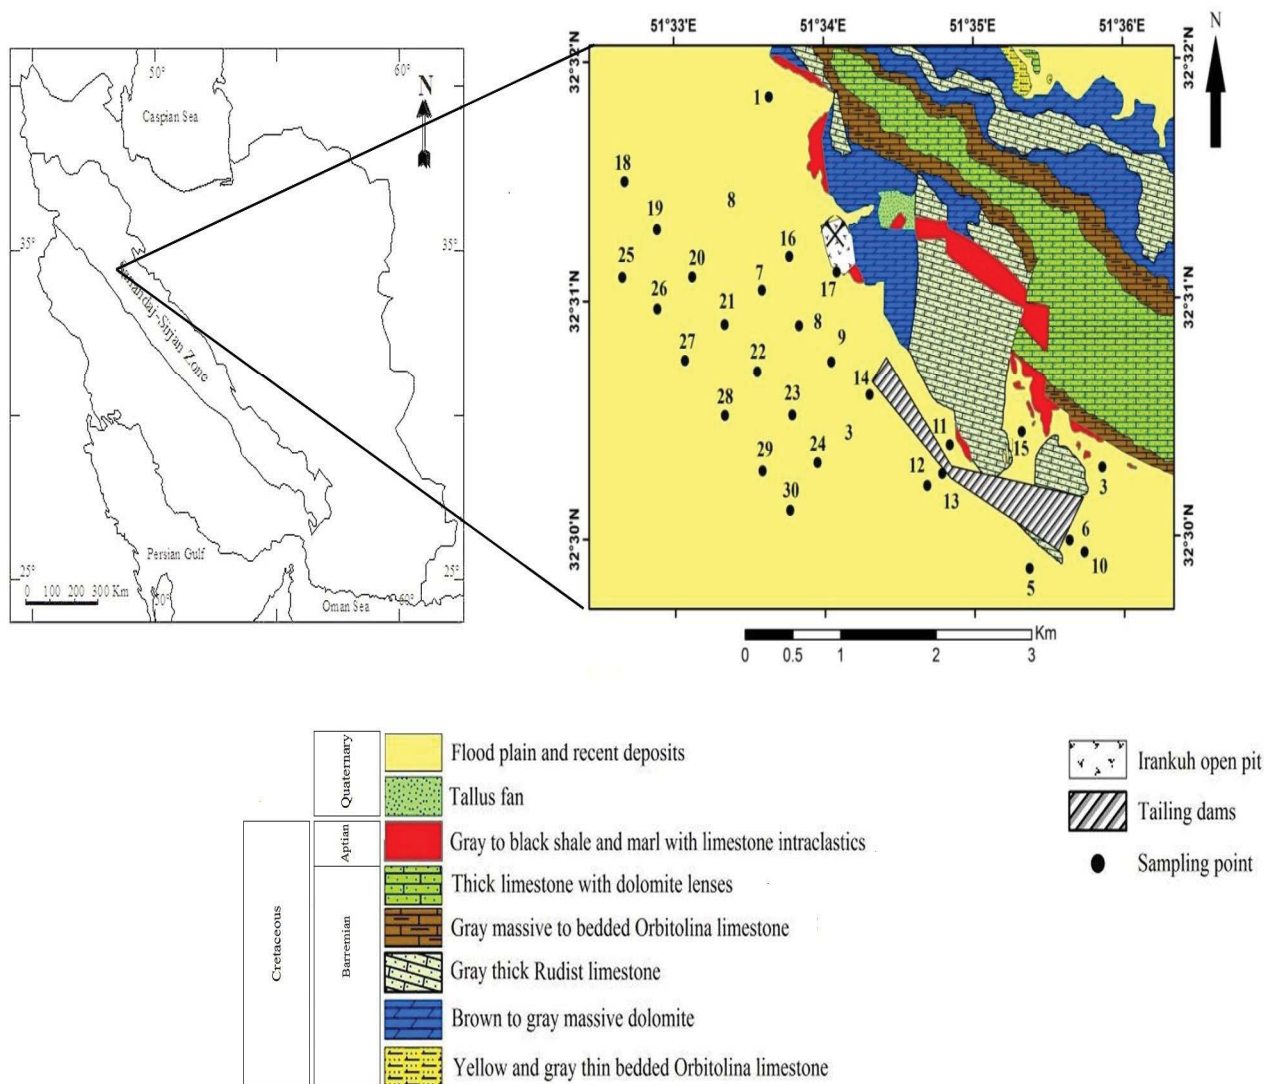 50°
60°
N
Caspian Sea
35°
35°
Sanandaj-Sirjan Zone
Persian Gulf
25°
25°
0 100 200 300 Km
50°
Oman Sea
60°
51°33'E
51°34'E
51°35'E
51°36'E
N
32°32'N
32°32'N
1
18
8
19
16
25
20
7
17
26
21
8
32°31'N
32°31'N
27
9
22
14
28
23
3
11
15
29
24
12
3
13
30
6
32°30'N
32°30'N
10
5
Km
0 0.5 1 2 3
Quaternary
Flood plain and recent deposits
Tallus fan
Cretaceous
Aptian
Gray to black shale and marl with limestone intraclastics
Barremian
Thick limestone with dolomite lenses
Gray massive to bedded Orbitolina limestone
Gray thick Rudist limestone
Brown to gray massive dolomite
Yellow and gray thin bedded Orbitolina limestone
Irankuh open pit
Tailing dams
Sampling point